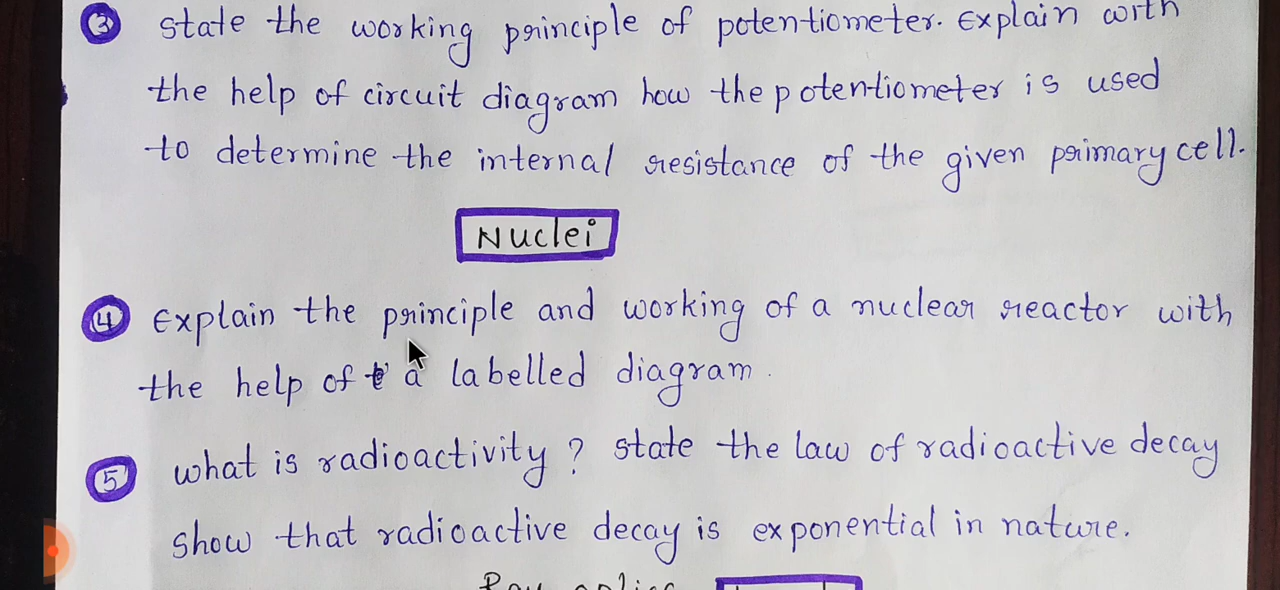 ③ state the working principle of potentiometer. Explain with
the help of circuit diagram how the potentiometer is used
to determine the internal resistance of the given primary cell.
Nuclei
④ Explain the principle and working of a nuclear reactor with
the help of a labelled diagram.
⑤ what is radioactivity ? state the law of radioactive decay
show that radioactive decay is exponential in nature.